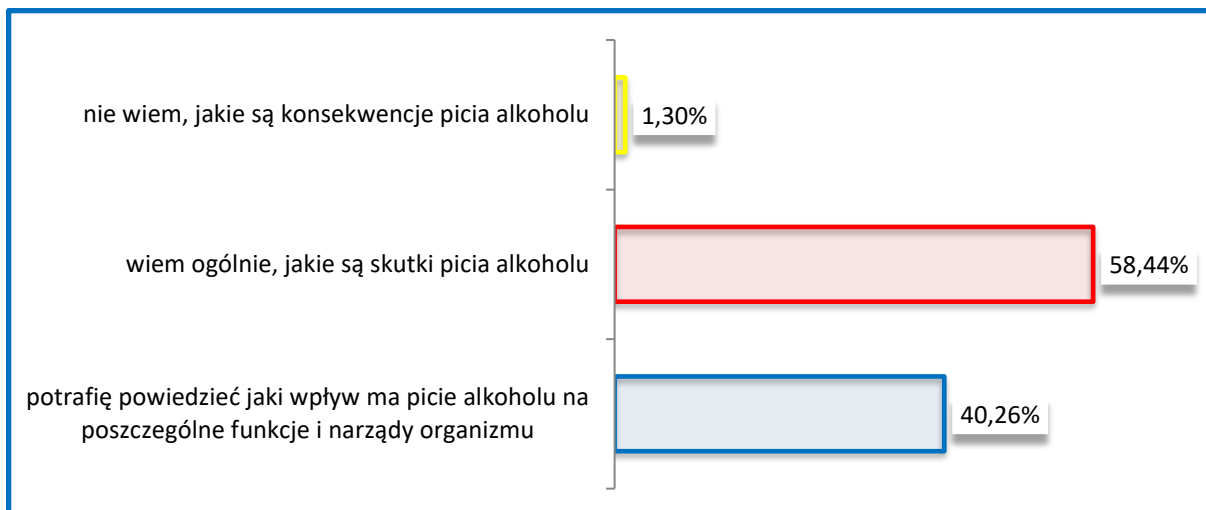 nie wiem, jakie są konsekwencje picia alkoholu
1,30%
wiem ogólnie, jakie są skutki picia alkoholu
58,44%
potrafię powiedzieć jaki wpływ ma picie alkoholu na
poszczególne funkcje i narządy organizmu
40,26%